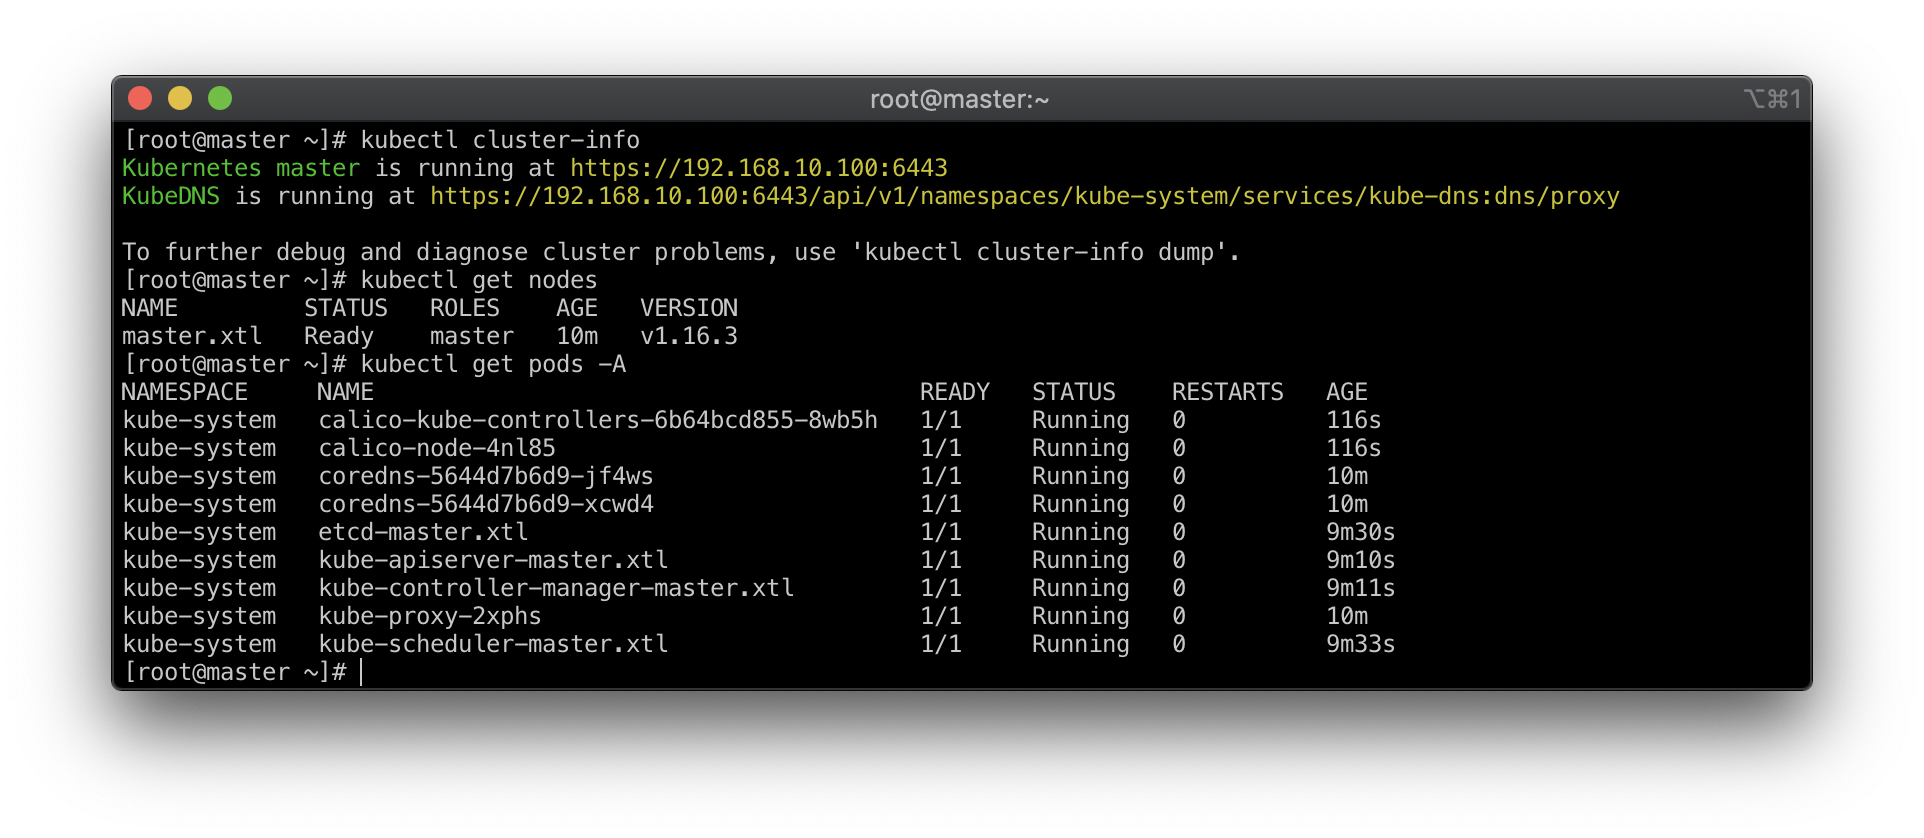 root@master:~ ⌥⌘1
[root@master ~]# kubectl cluster-info
Kubernetes master is running at https://192.168.10.100:6443
KubeDNS is running at https://192.168.10.100:6443/api/v1/namespaces/kube-system/services/kube-dns:dns/proxy

To further debug and diagnose cluster problems, use 'kubectl cluster-info dump'.
[root@master ~]# kubectl get nodes
NAME         STATUS   ROLES    AGE   VERSION
master.xtl   Ready    master   10m   v1.16.3
[root@master ~]# kubectl get pods -A
NAMESPACE     NAME                                       READY   STATUS    RESTARTS   AGE
kube-system   calico-kube-controllers-6b64bcd855-8wb5h   1/1     Running   0          116s
kube-system   calico-node-4nl85                          1/1     Running   0          116s
kube-system   coredns-5644d7b6d9-jf4ws                   1/1     Running   0          10m
kube-system   coredns-5644d7b6d9-xcwd4                   1/1     Running   0          10m
kube-system   etcd-master.xtl                            1/1     Running   0          9m30s
kube-system   kube-apiserver-master.xtl                  1/1     Running   0          9m10s
kube-system   kube-controller-manager-master.xtl         1/1     Running   0          9m11s
kube-system   kube-proxy-2xphs                           1/1     Running   0          10m
kube-system   kube-scheduler-master.xtl                  1/1     Running   0          9m33s
[root@master ~]#